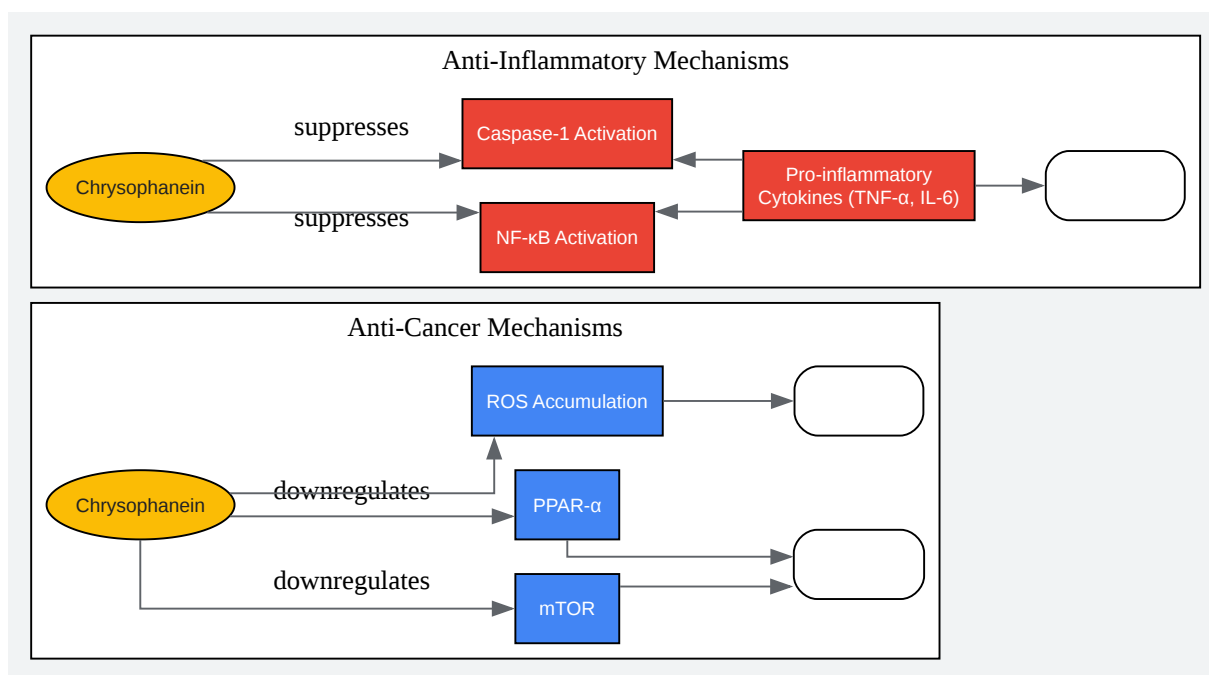 Anti-Inflammatory Mechanisms
suppresses
Caspase-1 Activation
Chrysophanein
Pro-inflammatory
Cytokines (TNF-α, IL-6)
suppresses
NF-κB Activation
Anti-Cancer Mechanisms
ROS Accumulation
downregulates
Chrysophanein
PPAR-α
downregulates
mTOR